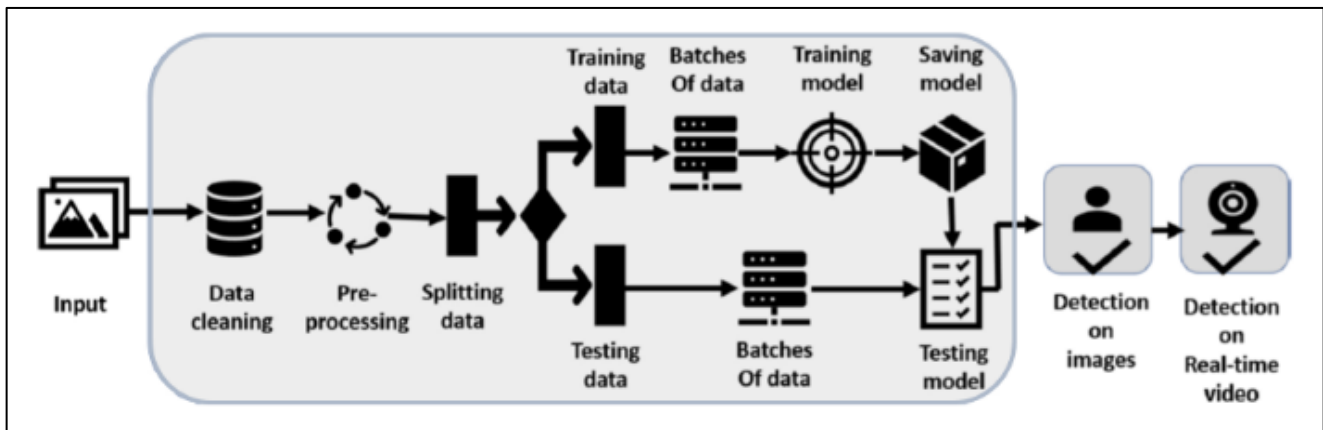 Training
data
Batches
Of data
Training
model
Saving
model
Input
Data
cleaning
Pre-
processing
Splitting
data
Testing
data
Batches
Of data
Testing
model
Detection
on
images
Detection
on
Real-time
video